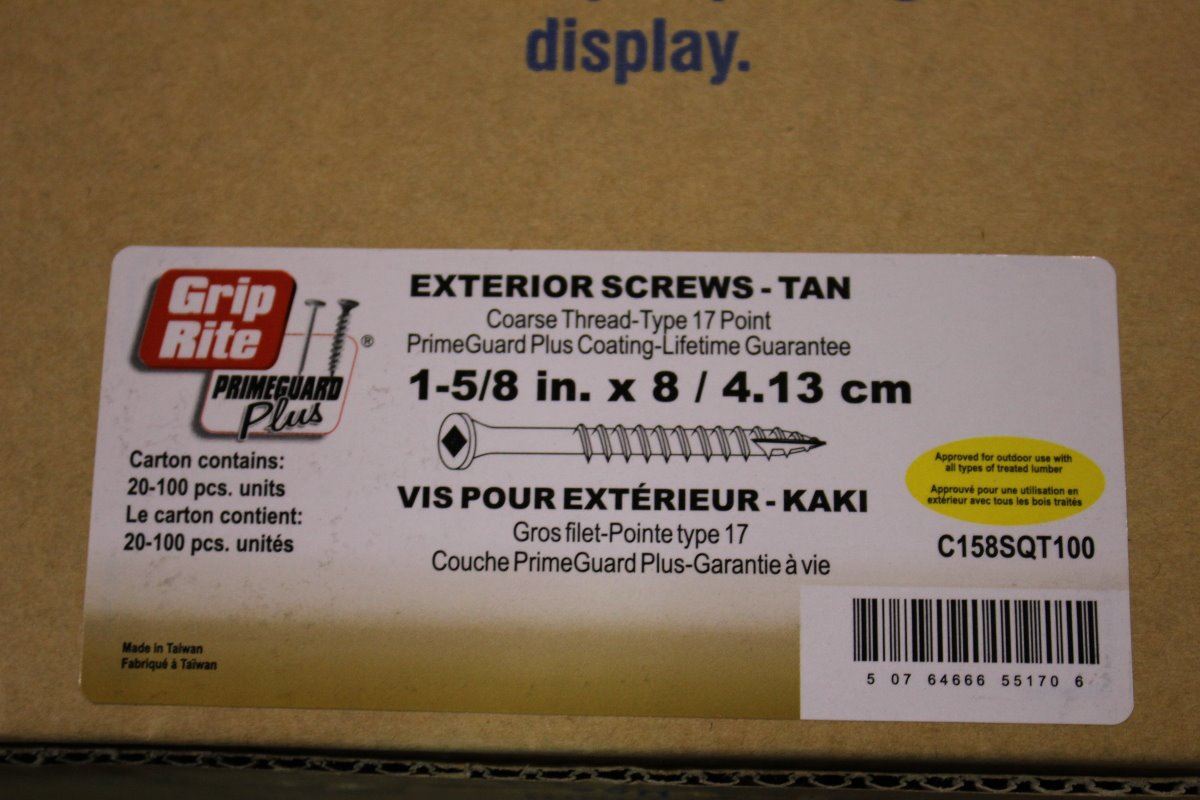 display.
Grip
Rite
®
PRIMEGUARD
Plus
EXTERIOR SCREWS - TAN
Coarse Thread-Type 17 Point
PrimeGuard Plus Coating-Lifetime Guarantee
1-5/8 in. x 8 / 4.13 cm
Carton contains:
20-100 pcs. units
Le carton contient:
20-100 pcs. unités
VIS POUR EXTÉRIEUR - KAKI
Gros filet-Pointe type 17
Couche PrimeGuard Plus-Garantie à vie
Approved for outdoor use with
all types of treated lumber
Approuvé pour une utilisation en
extérieur avec tous les bois traités
C158SQT100
Made in Taiwan
Fabriqué à Taïwan
5 07 64666 55170 6